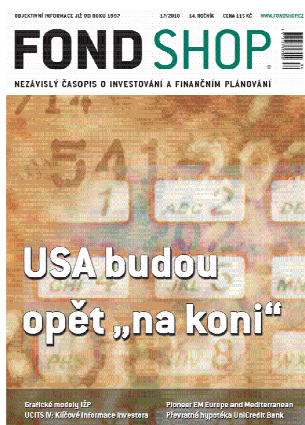 OBJEKTIVNÍ INFORMACE JIŽ OD ROKU 1997 17/2010 14. ROČNÍK CENA 115 KČ WWW.FONDSHOP.CZ
FOND SHOP
NEZÁVISLÝ ČASOPIS O INVESTOVÁNÍ A FINANČNÍM PLÁNOVÁNÍ
USA budou
opět „na koni“
Grafické modely IŽP
UCITS IV: Klíčové informace investora
Pioneer EM Europe and Mediterranean
Převratná hypotéka UniCredit Bank